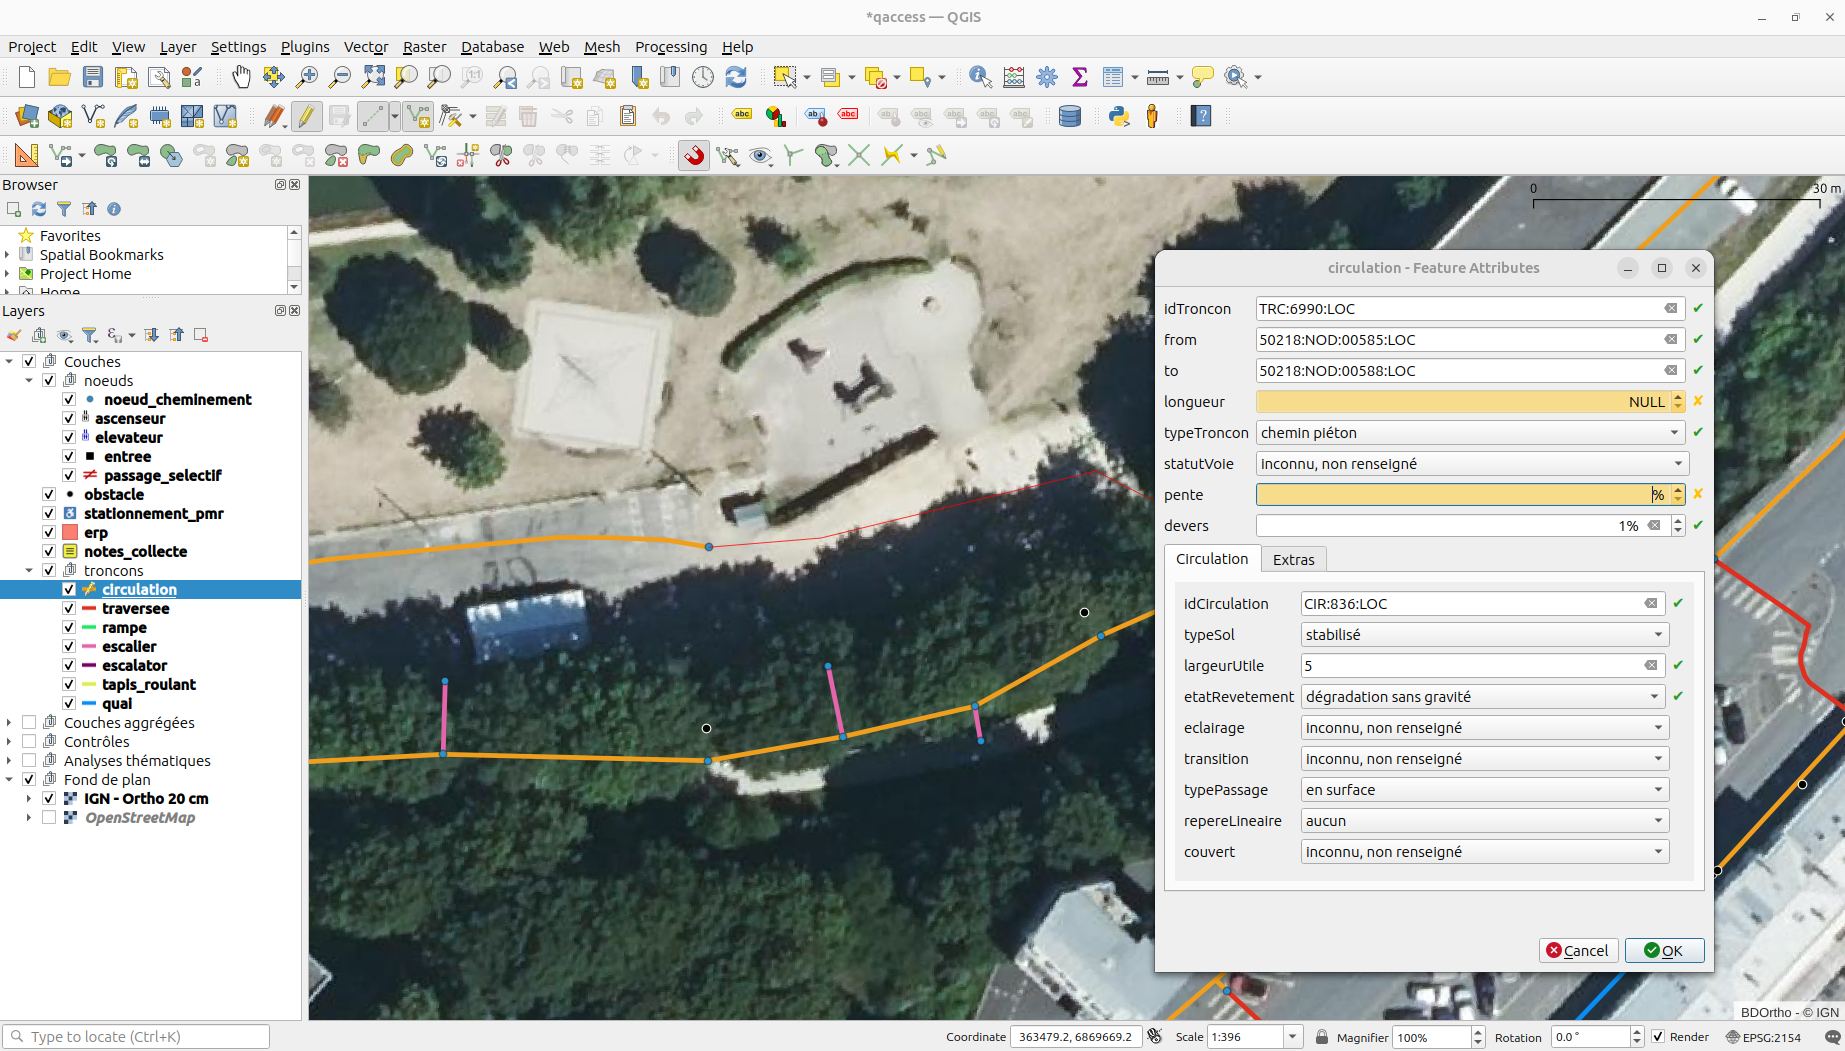 *qaccess — QGIS
Project Edit View Layer Settings Plugins Vector Raster Database Web Mesh Processing Help
Browser
Favorites
Spatial Bookmarks
Project Home
Home
Layers
Couches
noeuds
noeud_cheminement
ascenseur
elevateur
entree
passage_selectif
obstacle
stationnement_pmr
erp
notes_collecte
troncons
circulation
traversee
rampe
escalier
escalator
tapis_roulant
quai
Couches aggrégées
Contrôles
Analyses thématiques
Fond de plan
IGN - Ortho 20 cm
OpenStreetMap
0 30 m
circulation - Feature Attributes
idTroncon TRC:6990:LOC
from 50218:NOD:00585:LOC
to 50218:NOD:00588:LOC
longueur NULL
typeTroncon chemin piéton
statutVoie inconnu, non renseigné
pente %
devers 1%
Circulation Extras
idCirculation CIR:836:LOC
typeSol stabilisé
largeurUtile 5
etatRevetement dégradation sans gravité
eclairage inconnu, non renseigné
transition inconnu, non renseigné
typePassage en surface
repereLineaire aucun
couvert inconnu, non renseigné
Cancel OK
BDOrtho - © IGN
Type to locate (Ctrl+K) Coordinate 363479.2, 6869669.2 Scale 1:396 Magnifier 100% Rotation 0.0 ° Render EPSG:2154